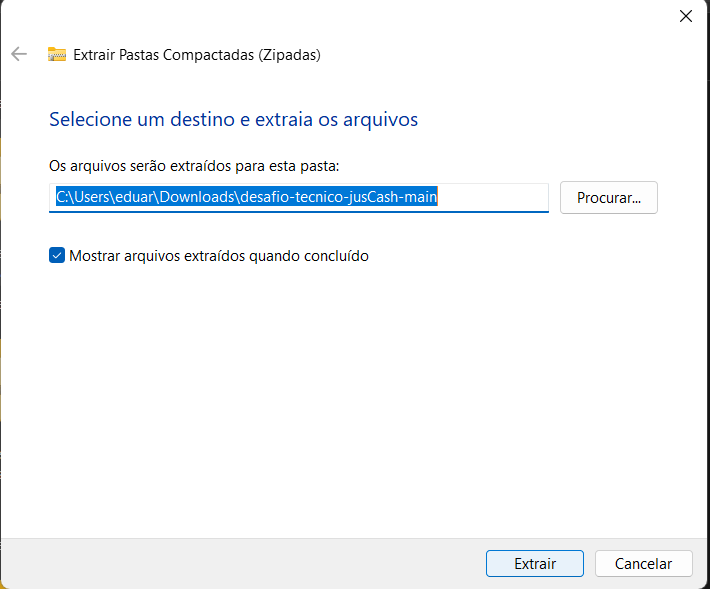 Extrair Pastas Compactadas (Zipadas)
Selecione um destino e extraia os arquivos
Os arquivos serão extraídos para esta pasta:
C:\Users\eduar\Downloads\desafio-tecnico-jusCash-main
Procurar...
Mostrar arquivos extraídos quando concluído
Extrair
Cancelar